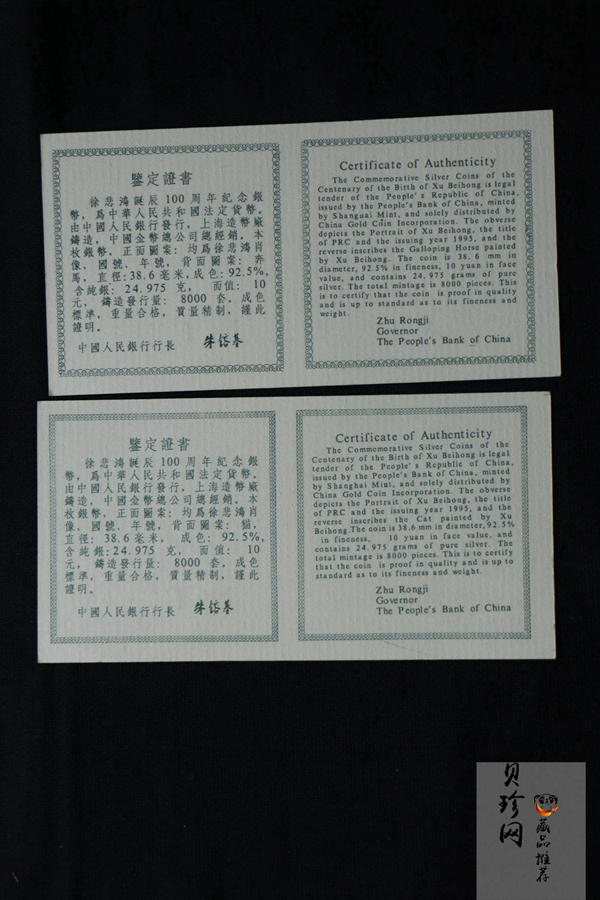 鑒定證書
徐悲鴻誕辰100周年紀念銀
幣，爲中華人民共和國法定貨幣。
由中國人民銀行發行，上海造幣廠
鑄造，中國金幣總公司總經銷。本
枚銀幣，正面圖案：均爲徐悲鴻肖
像、國號、年號，背面圖案：奔
馬。直徑：38.6毫米，成色：92.5%，
含純銀：24.975 克，面值：10
元，鑄造發行量：8000 套。成色
標準，重量合格，質量精制，謹此
證明。
中國人民銀行行長
Certificate of Authenticity
The Commemorative Silver Coins of the
Centenary of the Birth of Xu Beihong is legal
tender of the People's Republic of China,
issued by the People's Bank of China, minted
by Shanguai Mint, and solely distributed by
China Gold Coin Incorporation. The obverse
depicts the Portrait of Xu Beihong, the title
of PRC and the issuing year 1995, and the
reverse inscribes the Galloping Horse painted
by Xu Beihong. The coin is 38.6 mm in
diameter, 92.5% in fineness, 10 yuan in face
value, and contains 24.975 grams of pure
silver. The total mintage is 8000 pieces. This
is to certify that the coin is proof in quality
and is up to standard as to its fineness and
weight.
Zhu Rongji
Governor
The People's Bank of China
鑒定證書
徐悲鴻誕辰100周年紀念銀
幣，爲中華人民共和國法定貨幣，
由中國人民銀行發行，上海造幣廠
鑄造，中國金幣總公司總經銷。本
枚銀幣，正面圖案：均爲徐悲鴻肖
像、國號、年號，背面圖案：貓，
直徑：38.6毫米，成色：92.5%，
含純銀：24.975 克，面值：10
元，鑄造發行量：8000 套。成色
標準，重量合格，質量精制，謹此
證明。
中國人民銀行行長
Certificate of Authenticity
The Commemorative Silver Coins of the
Centenary of the Birth of Xu Beihong is legal
tender of the People's Republic of China,
issued by the People's Bank of China, minted
by Shanghai Mint, and solely distributed by
China Gold Coin Incorporation. The obverse
depicts the Portrait of Xu Beihong, the title
of PRC and the issuing year 1995, and the
reverse inscribes the Cat painted by Xu
Beihong.The coin is 38.6 mm in diameter,92.5%
in fineness, 10 yuan in face value, and
contains 24.975 grams of pure silver. The
total mintage is 8000 pieces. This is to certify
that the coin is proof in quality and is up to
standard as to its fineness and weight.
Zhu Rongji
Governor
The People's Bank of China
贝珍网
藏品推荐